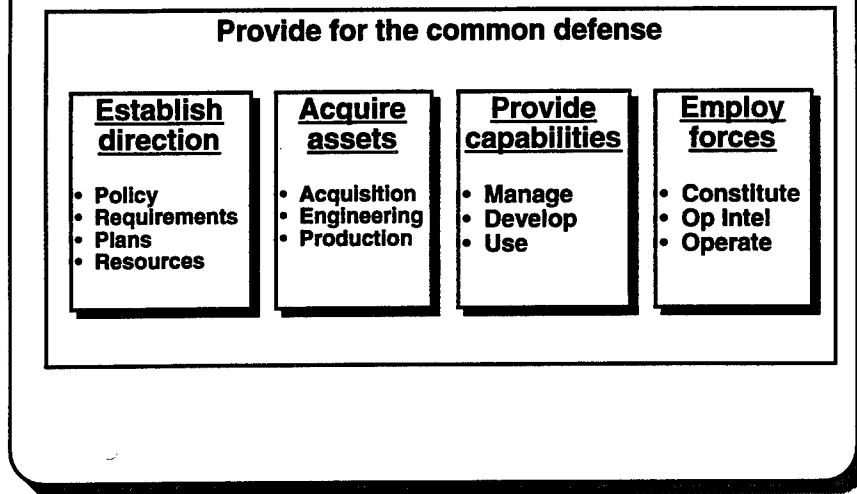 Provide for the common defense
Establish
direction
• Policy
• Requirements
• Plans
• Resources
Acquire
assets
• Acquisition
• Engineering
• Production
Provide
capabilities
• Manage
• Develop
• Use
Employ
forces
• Constitute
• Op Intel
• Operate